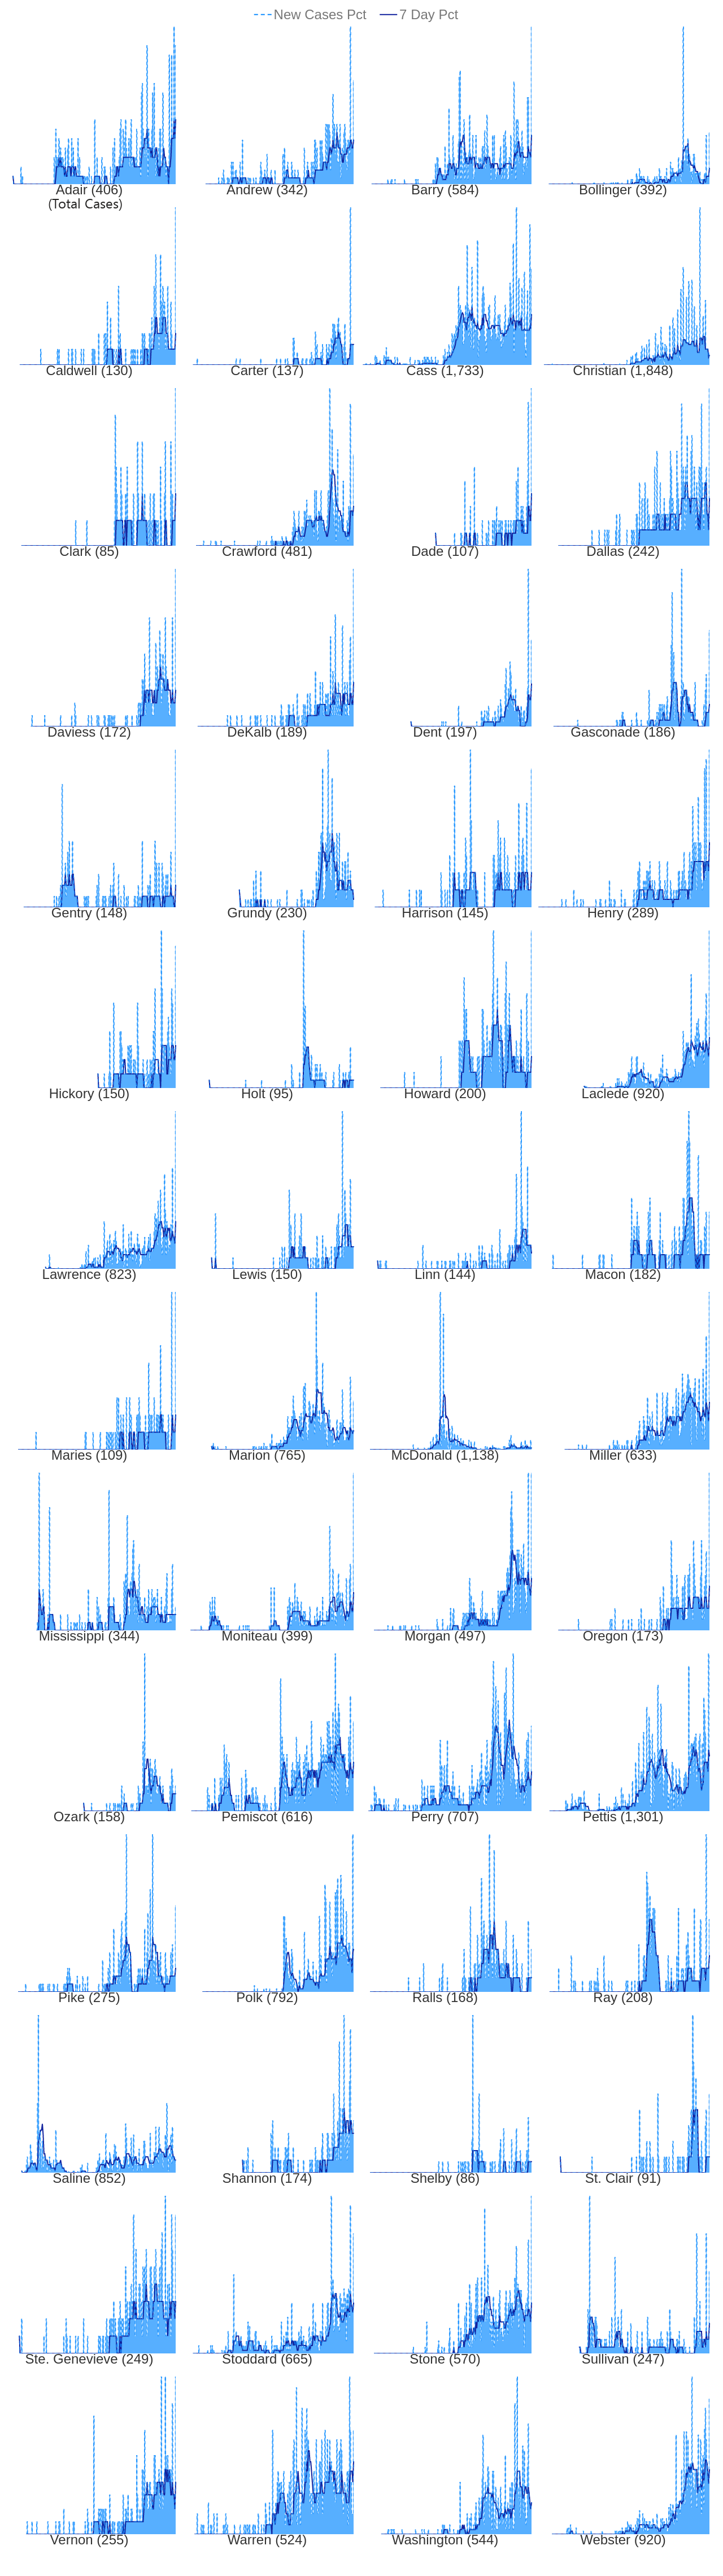 New Cases Pct 7 Day Pct
Adair (406) Andrew (342) Barry (584) Bollinger (392)
(Total Cases)
Caldwell (130) Carter (137) Cass (1,733) Christian (1,848)
Clark (85) Crawford (481) Dade (107) Dallas (242)
Daviess (172) DeKalb (189) Dent (197) Gasconade (186)
Gentry (148) Grundy (230) Harrison (145) Henry (289)
Hickory (150) Holt (95) Howard (200) Laclede (920)
Lawrence (823) Lewis (150) Linn (144) Macon (182)
Maries (109) Marion (765) McDonald (1,138) Miller (633)
Mississippi (344) Moniteau (399) Morgan (497) Oregon (173)
Ozark (158) Pemiscot (616) Perry (707) Pettis (1,301)
Pike (275) Polk (792) Ralls (168) Ray (208)
Saline (852) Shannon (174) Shelby (86) St. Clair (91)
Ste. Genevieve (249) Stoddard (665) Stone (570) Sullivan (247)
Vernon (255) Warren (524) Washington (544) Webster (920)